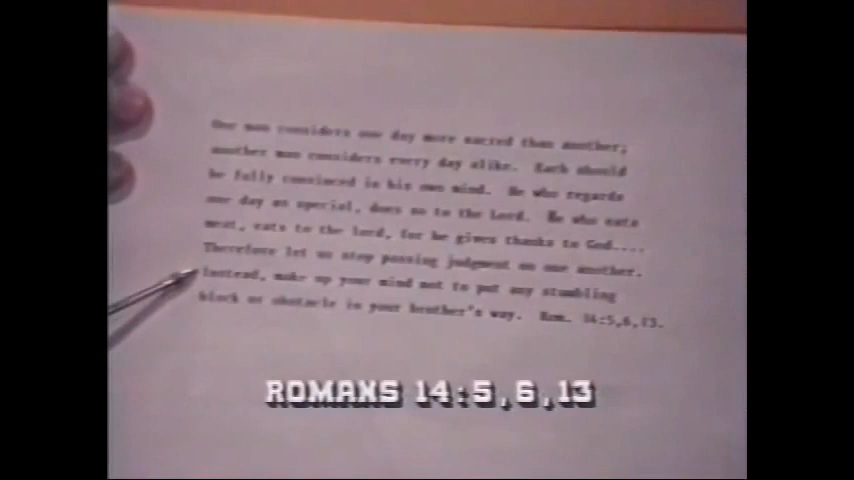 One man considers one day more sacred than another;
another man considers every day alike. Each should
be fully convinced in his own mind. He who regards
one day as special, does so to the Lord. He who eats
meat, eats to the lord, for he gives thanks to God....
Therefore let us stop passing judgment on one another.
Instead, make up your mind not to put any stumbling
block or obstacle in your brother's way. Rom. 14:5,6,13.
ROMANS 14:5,6,13